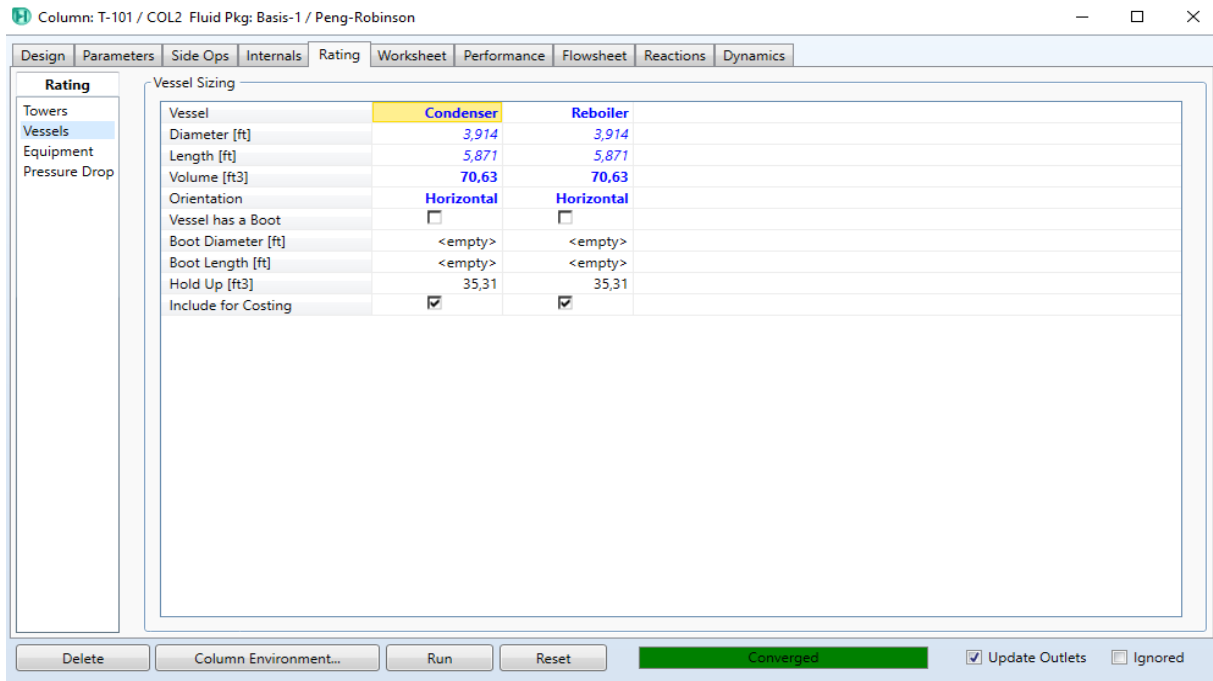 Column: T-101 / COL2 Fluid Pkg: Basis-1 / Peng-Robinson
Design Parameters Side Ops Internals Rating Worksheet Performance Flowsheet Reactions Dynamics
Rating
Towers
Vessels
Equipment
Pressure Drop
Vessel Sizing
Vessel Condenser Reboiler
Diameter [ft] 3,914 3,914
Length [ft] 5,871 5,871
Volume [ft3] 70,63 70,63
Orientation Horizontal Horizontal
Vessel has a Boot
Boot Diameter [ft] <empty> <empty>
Boot Length [ft] <empty> <empty>
Hold Up [ft3] 35,31 35,31
Include for Costing
Delete Column Environment... Run Reset Converged Update Outlets Ignored